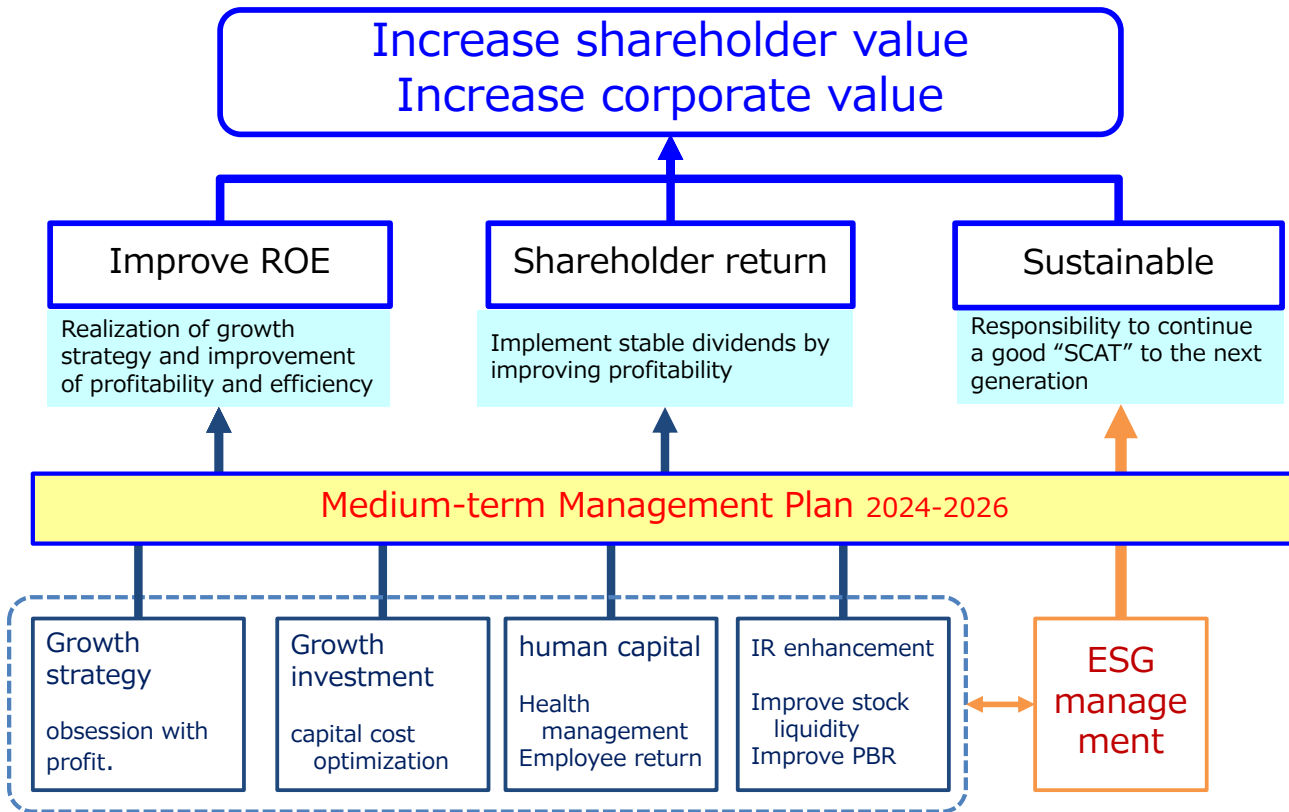 Increase shareholder value
Increase corporate value
Improve ROE
Realization of growth
strategy and improvement
of profitability and efficiency
Shareholder return
Implement stable dividends by
improving profitability
Sustainable
Responsibility to continue
a good “SCAT” to the next
generation
Medium-term Management Plan 2024-2026
Growth
strategy
obsession with
profit.
Growth
investment
capital cost
optimization
human capital
Health
management
Employee return
IR enhancement
Improve stock
liquidity
Improve PBR
ESG
manage
ment